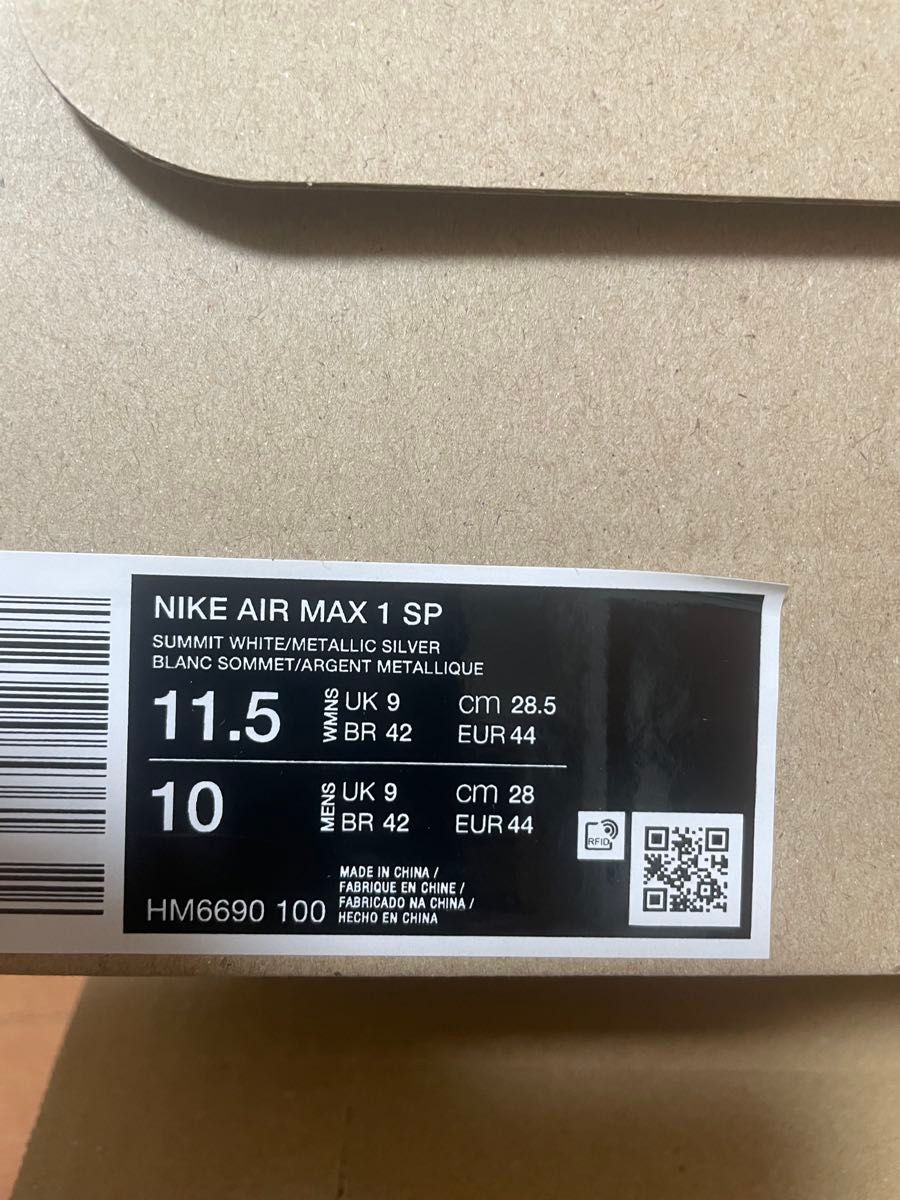 NIKE AIR MAX 1 SP
SUMMIT WHITE/METALLIC SILVER
BLANC SOMMET/ARGENT METALLIQUE
11.5 WMNS UK 9 cm 28.5
BR 42 EUR 44
10 MENS UK 9 cm 28
BR 42 EUR 44
RFID
MADE IN CHINA /
FABRIQUE EN CHINE /
FABRICADO NA CHINA /
HECHO EN CHINA
HM6690 100